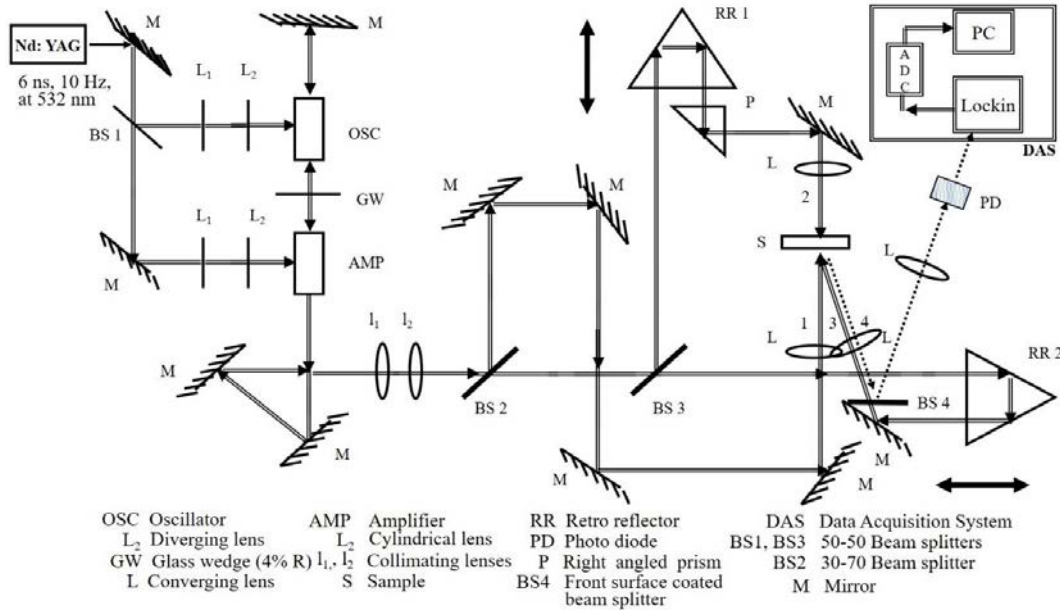 Nd: YAG
6 ns, 10 Hz,
at 532 nm
M
L₁
L₂
BS 1
OSC
M
GW
L₁
L₂
M
AMP
l₁
l₂
M
M
M
M
BS 2
BS 3
RR 1
P
M
L
2
S
1
3
4
L
L
L
PD
PC
A
D
C
Lockin
DAS
RR 2
BS 4
M
M
M
OSC Oscillator
L₂ Diverging lens
GW Glass wedge (4% R)
L Converging lens
AMP Amplifier
L₂ Cylindrical lens
l₁,, l₂ Collimating lenses
S Sample
RR Retro reflector
PD Photo diode
P Right angled prism
BS4 Front surface coated
beam splitter
DAS Data Acquisition System
BS1, BS3 50-50 Beam splitters
BS2 30-70 Beam splitter
M Mirror